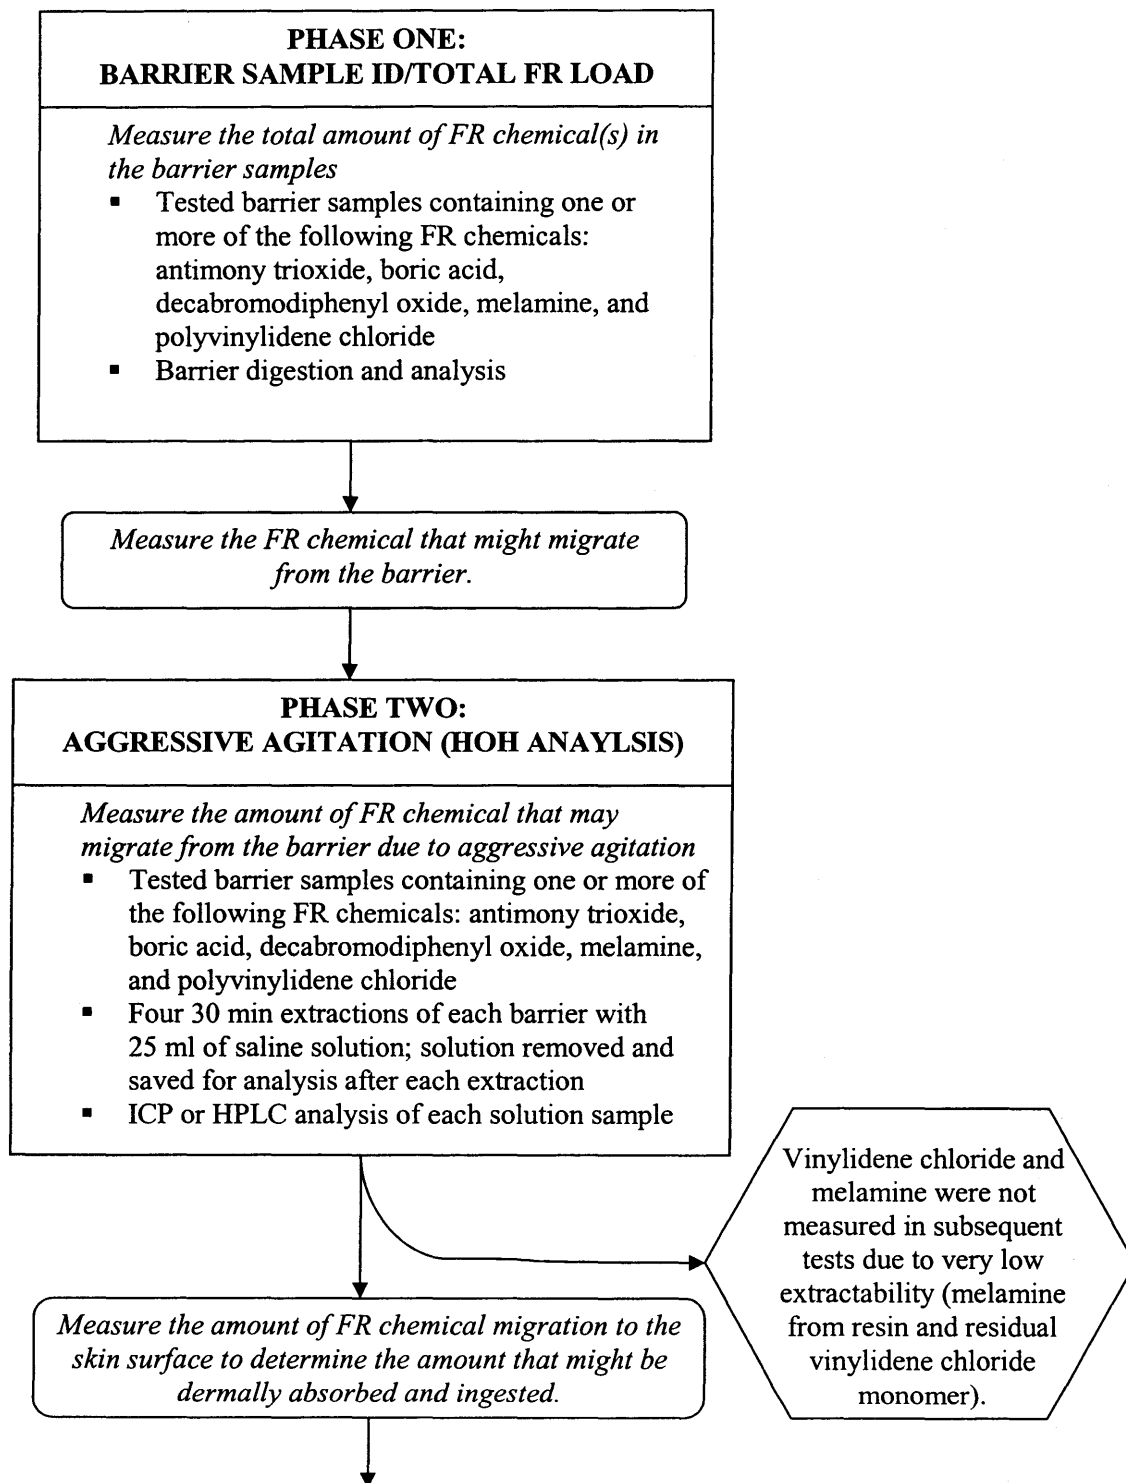 PHASE ONE:
BARRIER SAMPLE ID/TOTAL FR LOAD
Measure the total amount of FR chemical(s) in
the barrier samples
▪ Tested barrier samples containing one or
more of the following FR chemicals:
antimony trioxide, boric acid,
decabromodiphenyl oxide, melamine, and
polyvinylidene chloride
▪ Barrier digestion and analysis
Measure the FR chemical that might migrate
from the barrier.
PHASE TWO:
AGGRESSIVE AGITATION (HOH ANAYLSIS)
Measure the amount of FR chemical that may
migrate from the barrier due to aggressive agitation
▪ Tested barrier samples containing one or more of
the following FR chemicals: antimony trioxide,
boric acid, decabromodiphenyl oxide, melamine,
and polyvinylidene chloride
▪ Four 30 min extractions of each barrier with
25 ml of saline solution; solution removed and
saved for analysis after each extraction
▪ ICP or HPLC analysis of each solution sample
Vinylidene chloride and
melamine were not
measured in subsequent
tests due to very low
extractability (melamine
from resin and residual
vinylidene chloride
monomer).
Measure the amount of FR chemical migration to the
skin surface to determine the amount that might be
dermally absorbed and ingested.